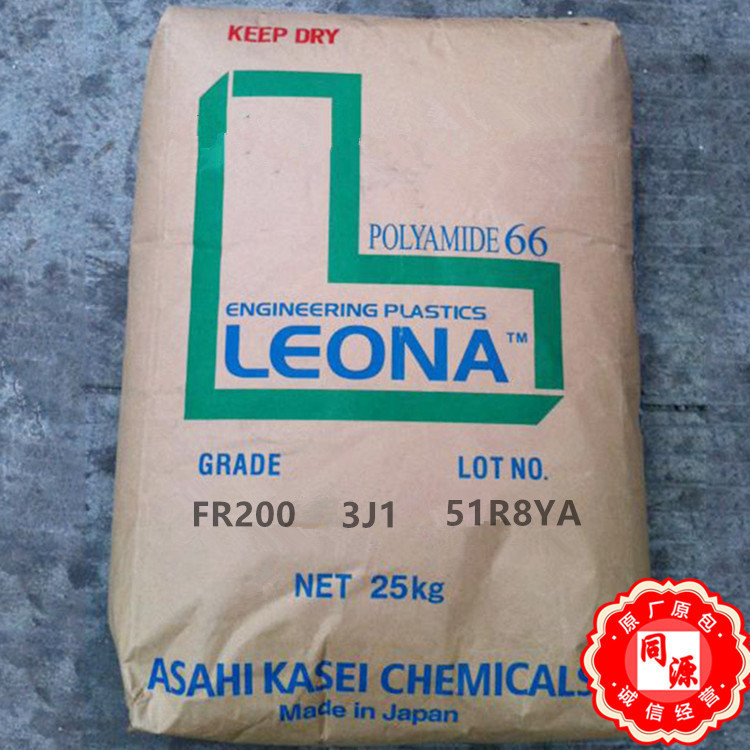 KEEP DRY
POLYAMIDE 66
ENGINEERING PLASTICS
LEONA™
GRADE LOT NO.
FR200 3J1 51R8YA
NET 25kg
ASAHI KASEI CHEMICALS
Made in Japan
原厂原包
同源
诚信经营